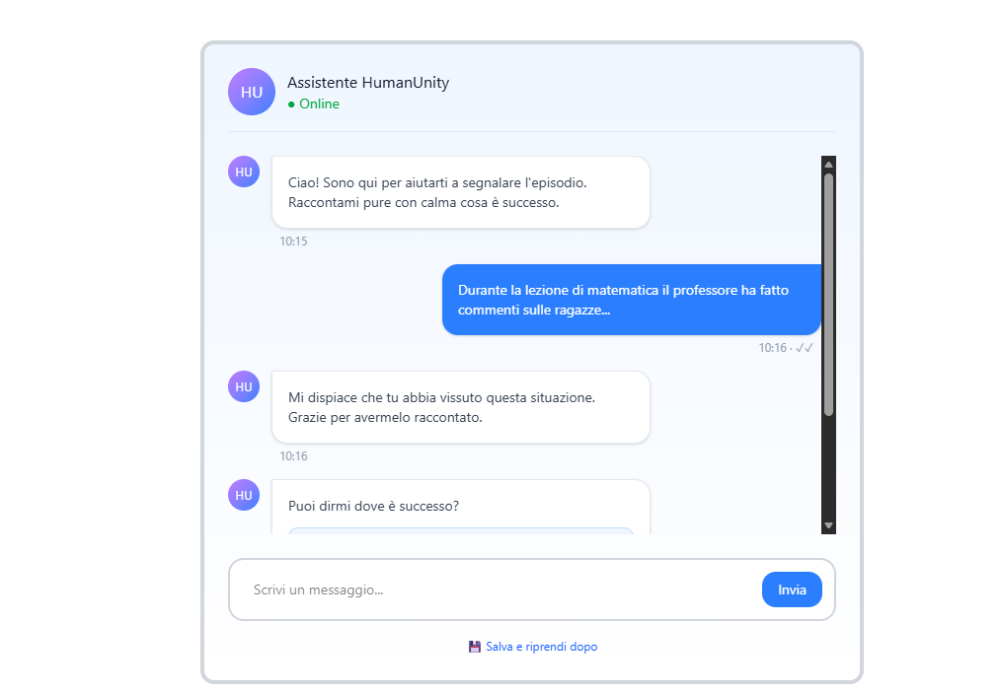 HU
Assistente HumanUnity
● Online
HU
Ciao! Sono qui per aiutarti a segnalare l'episodio.
Raccontami pure con calma cosa è successo.
10:15
Durante la lezione di matematica il professore ha fatto
commenti sulle ragazze...
10:16 · ✓✓
HU
Mi dispiace che tu abbia vissuto questa situazione.
Grazie per avermelo raccontato.
10:16
HU
Puoi dirmi dove è successo?
Scrivi un messaggio...
Invia
💾 Salva e riprendi dopo